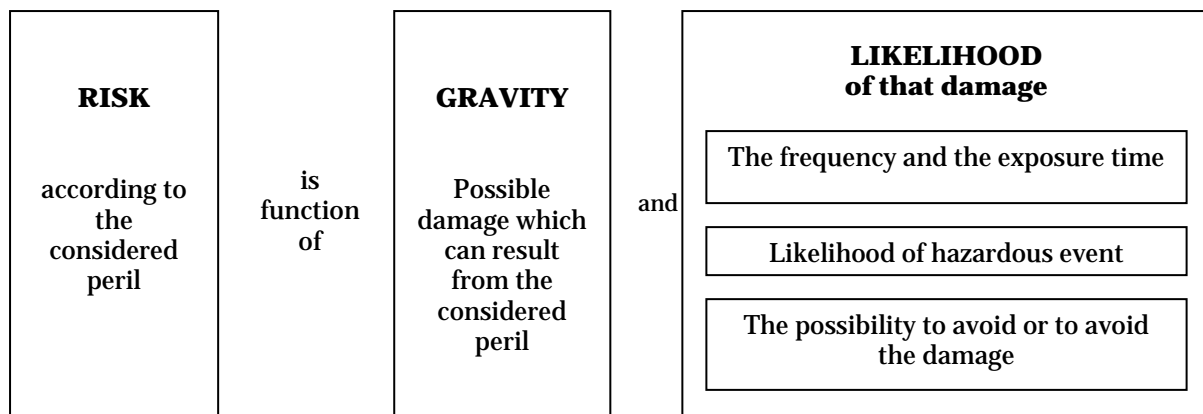 RISK
according to
the
considered
peril
is
function
of
GRAVITY
Possible
damage which
can result
from the
considered
peril
and
LIKELIHOOD
of that damage
The frequency and the exposure time
Likelihood of hazardous event
The possibility to avoid or to avoid
the damage